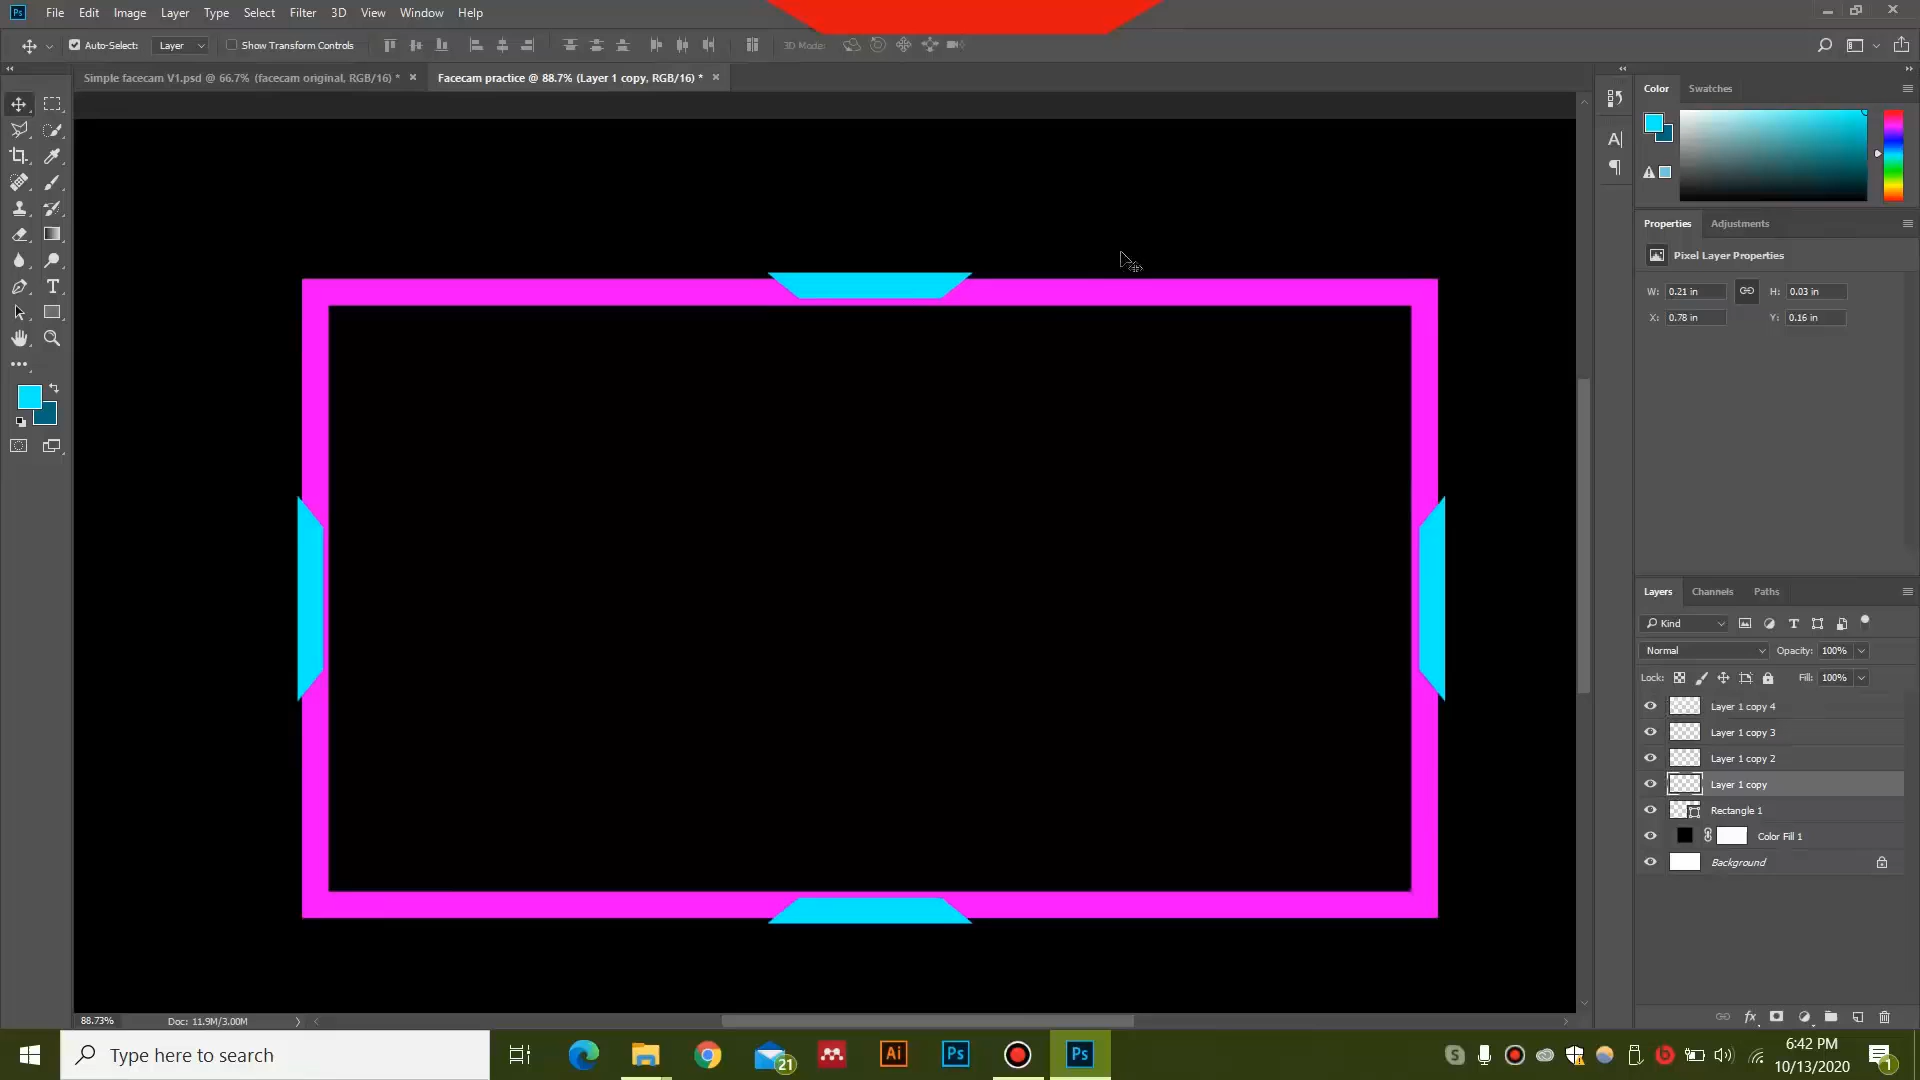 Ps File Edit Image Layer Type Select Filter 3D View Window Help
Auto-Select: Layer Show Transform Controls 3D Mode:
Simple facecam V1.psd @ 66.7% (facecam original, RGB/16) * × Facecam practice @ 88.7% (Layer 1 copy, RGB/16) * ×
Color Swatches
Properties Adjustments
Pixel Layer Properties
W: 0.21 in H: 0.03 in
X: 0.78 in Y: 0.16 in
Layers Channels Paths
Kind
Normal Opacity: 100%
Lock: Fill: 100%
Layer 1 copy 4
Layer 1 copy 3
Layer 1 copy 2
Layer 1 copy
Rectangle 1
Color Fill 1
Background
fx
88.73% Doc: 11.9M/3.00M
Type here to search
21
Ai
Ps
Ps
6:42 PM
10/13/2020
1